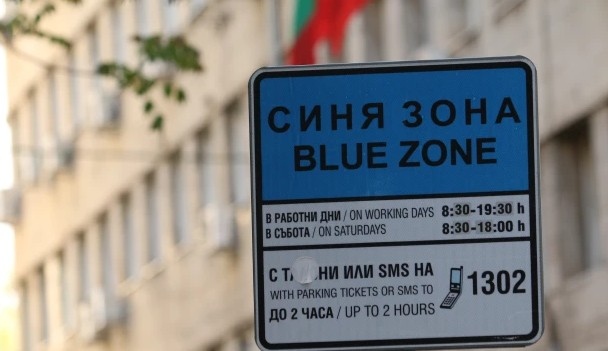 СИНЯ ЗОНА
BLUE ZONE
В РАБОТНИ ДНИ / ON WORKING DAYS 8:30-19:30 h
В СЪБОТА / ON SATURDAYS 8:30-18:00 h
С ИЛИ SMS НА 1302
WITH PARKING TICKETS OR SMS TO
ДО 2 ЧАСА / UP TO 2 HOURS